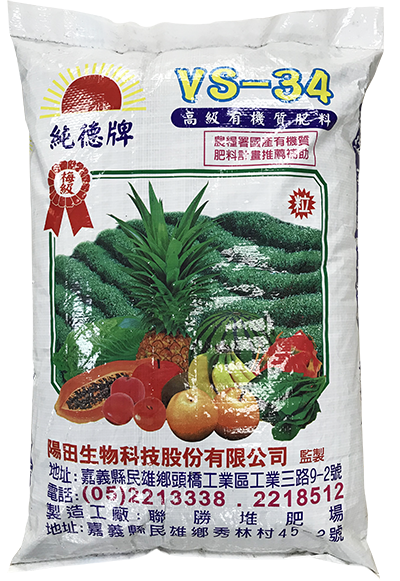 VS-34
純德牌
高級有機質肥料
農糧署國產有機質
肥料計畫推薦補助
梅級
紅
陽田生物科技股份有限公司 監製
地址:嘉義縣民雄鄉頭橋工業區工業三路9-2號
電話:(05)2213338 . 2218512
製造工廠:聯勝堆肥場
地址:嘉義縣民雄鄉秀林村45-2號